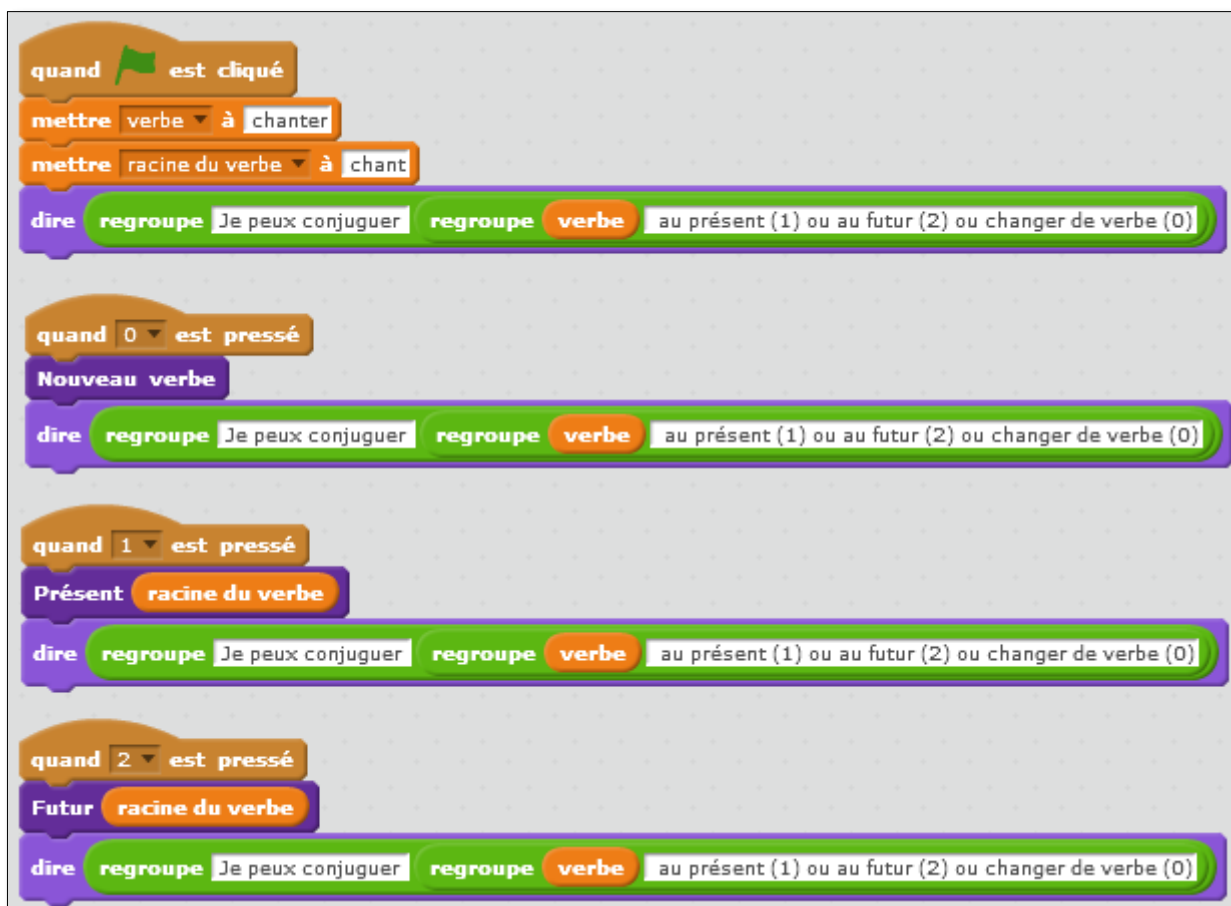 quand est cliqué
mettre verbe à chanter
mettre racine du verbe à chant
dire regroupe Je peux conjuguer regroupe verbe au présent (1) ou au futur (2) ou changer de verbe (0)
quand 0 est pressé
Nouveau verbe
dire regroupe Je peux conjuguer regroupe verbe au présent (1) ou au futur (2) ou changer de verbe (0)
quand 1 est pressé
Présent racine du verbe
dire regroupe Je peux conjuguer regroupe verbe au présent (1) ou au futur (2) ou changer de verbe (0)
quand 2 est pressé
Futur racine du verbe
dire regroupe Je peux conjuguer regroupe verbe au présent (1) ou au futur (2) ou changer de verbe (0)